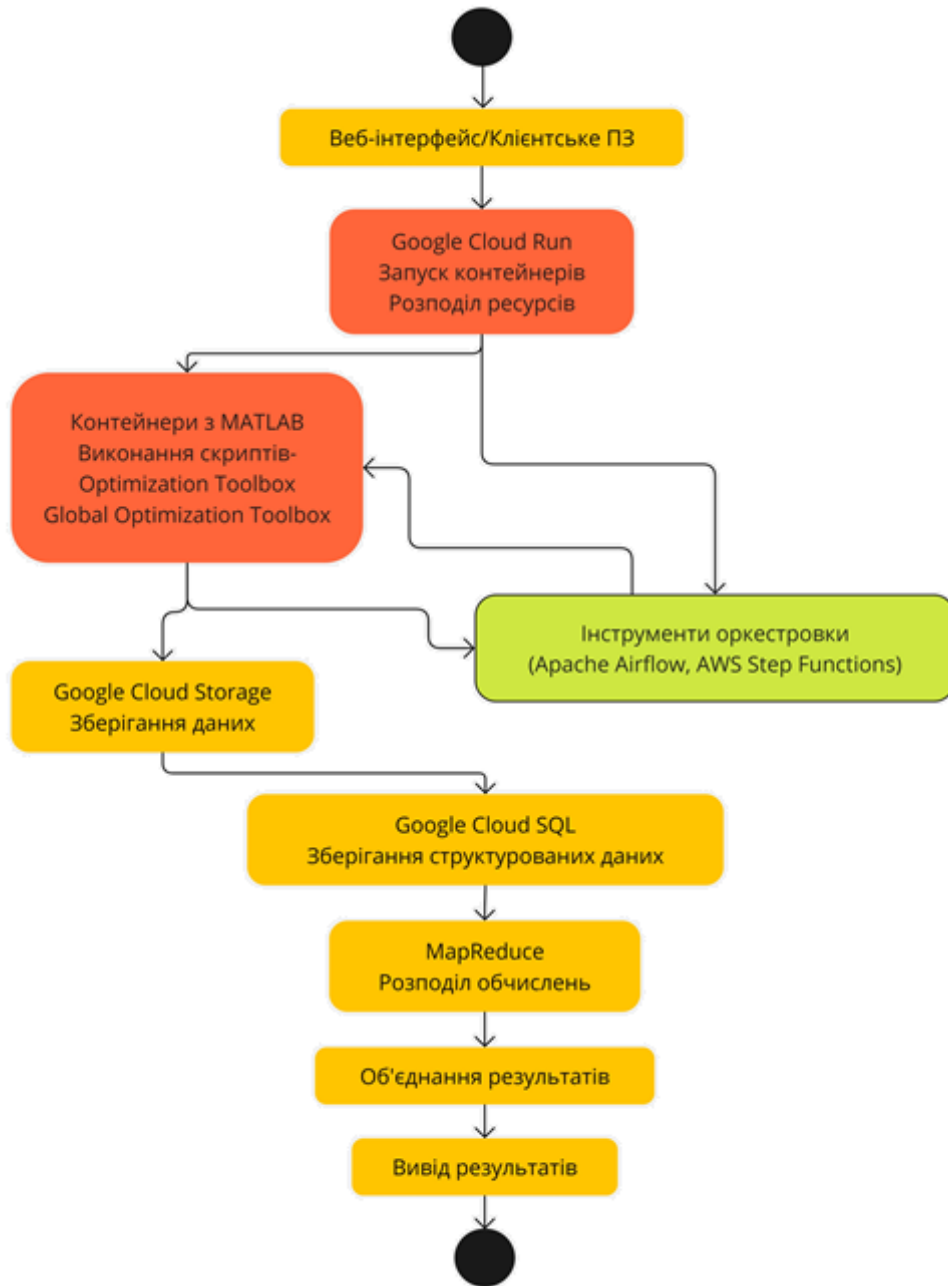 Веб-інтерфейс/Клієнтське ПЗ
Google Cloud Run
Запуск контейнерів
Розподіл ресурсів
Контейнери з MATLAB
Виконання скриптів-
Optimization Toolbox
Global Optimization Toolbox
Інструменти оркестровки
(Apache Airflow, AWS Step Functions)
Google Cloud Storage
Зберігання даних
Google Cloud SQL
Зберігання структурованих даних
MapReduce
Розподіл обчислень
Об'єднання результатів
Вивід результатів